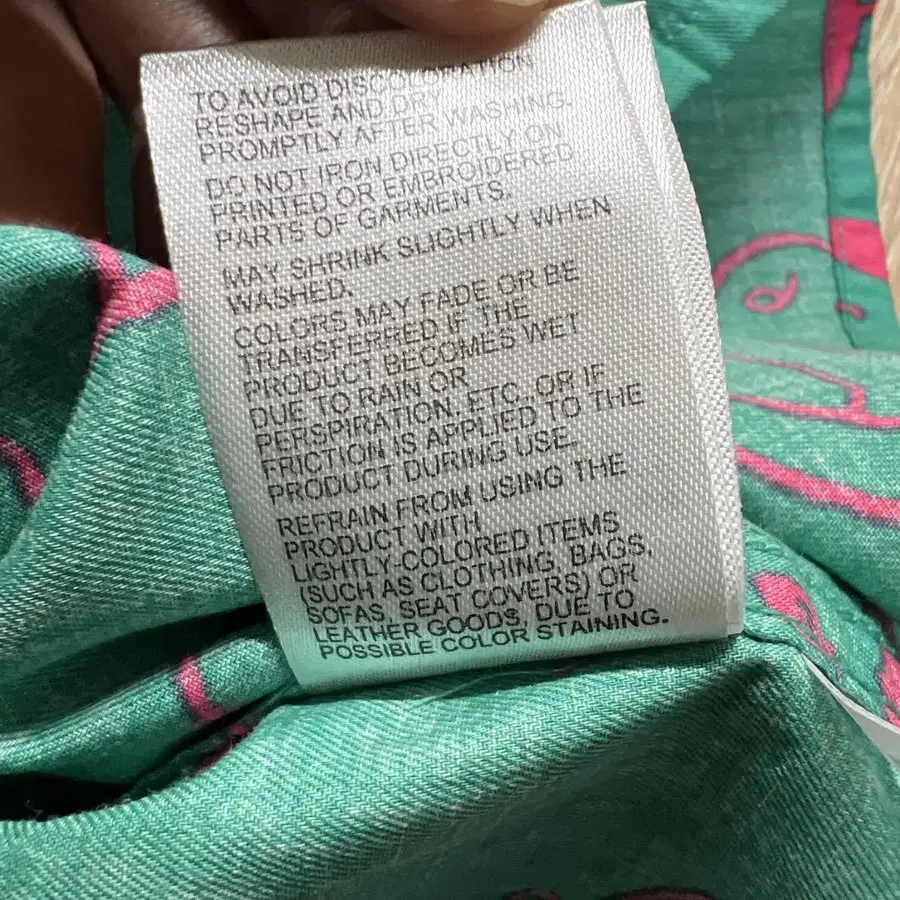 TO AVOID DISCOLORATION
RESHAPE AND DRY
PROMPTLY AFTER WASHING.
DO NOT IRON DIRECTLY ON
PRINTED OR EMBROIDERED
PARTS OF GARMENTS.
MAY SHRINK SLIGHTLY WHEN
WASHED.
COLORS MAY FADE OR BE
TRANSFERRED IF THE
PRODUCT BECOMES WET
DUE TO RAIN OR
PERSPIRATION, ETC. OR IF
FRICTION IS APPLIED TO THE
PRODUCT DURING USE.
REFRAIN FROM USING THE
PRODUCT WITH
LIGHTLY-COLORED ITEMS
(SUCH AS CLOTHING, BAGS,
SOFAS, SEAT COVERS) OR
LEATHER GOODS, DUE TO
POSSIBLE COLOR STAINING.